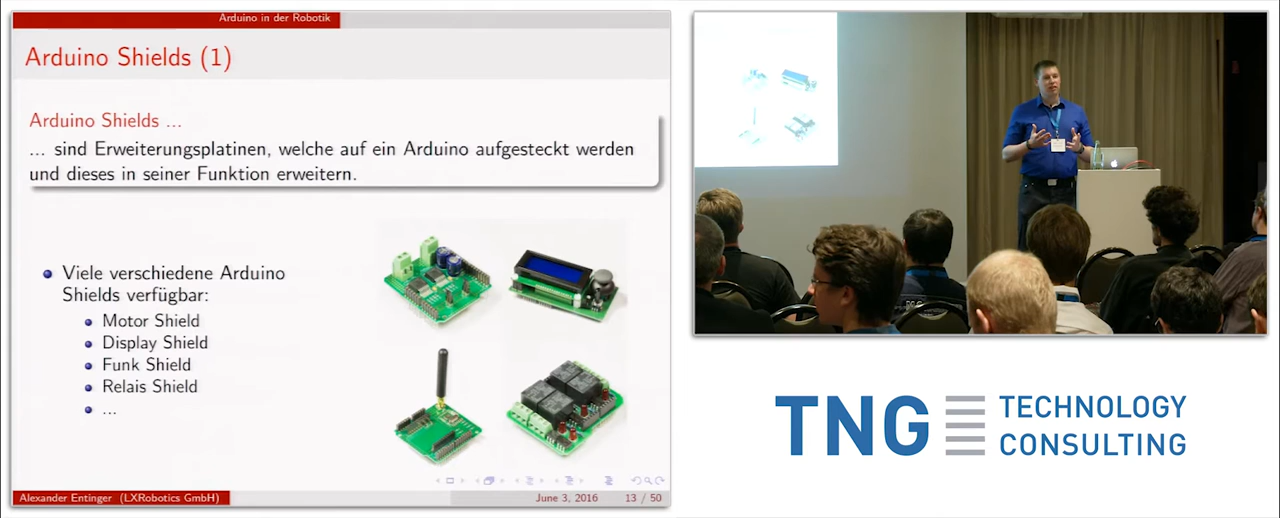 Arduino in der Robotik
Arduino Shields (1)
Arduino Shields ...
... sind Erweiterungsplatinen, welche auf ein Arduino aufgesteckt werden
und dieses in seiner Funktion erweitern.
Viele verschiedene Arduino
Shields verfügbar:
Motor Shield
Display Shield
Funk Shield
Relais Shield
...
Alexander Entinger (LXRobotics GmbH)
June 3, 2016
13 / 50
TNG TECHNOLOGY
CONSULTING